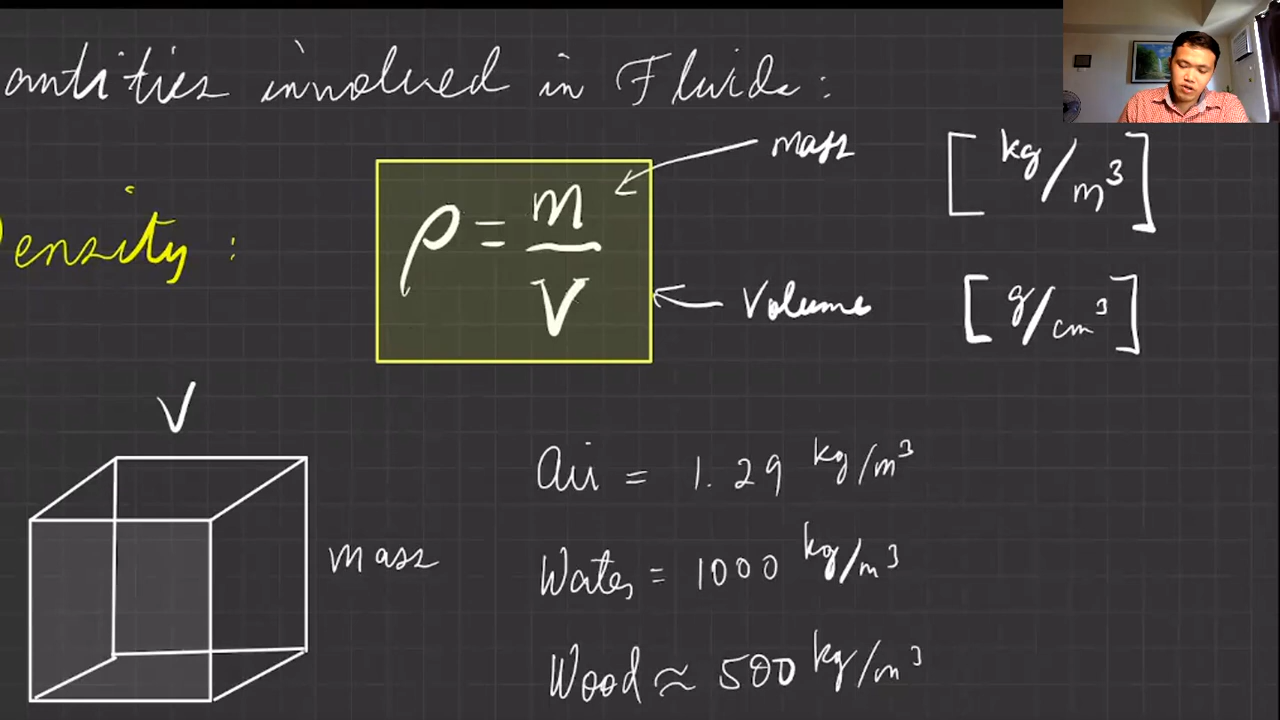 antities involved in Fluids:
ensity:
ρ = m/V
mass
Volume
[kg/m³]
[g/cm³]
V
mass
Air = 1.29 kg/m³
Water = 1000 kg/m³
Wood ≈ 500 kg/m³